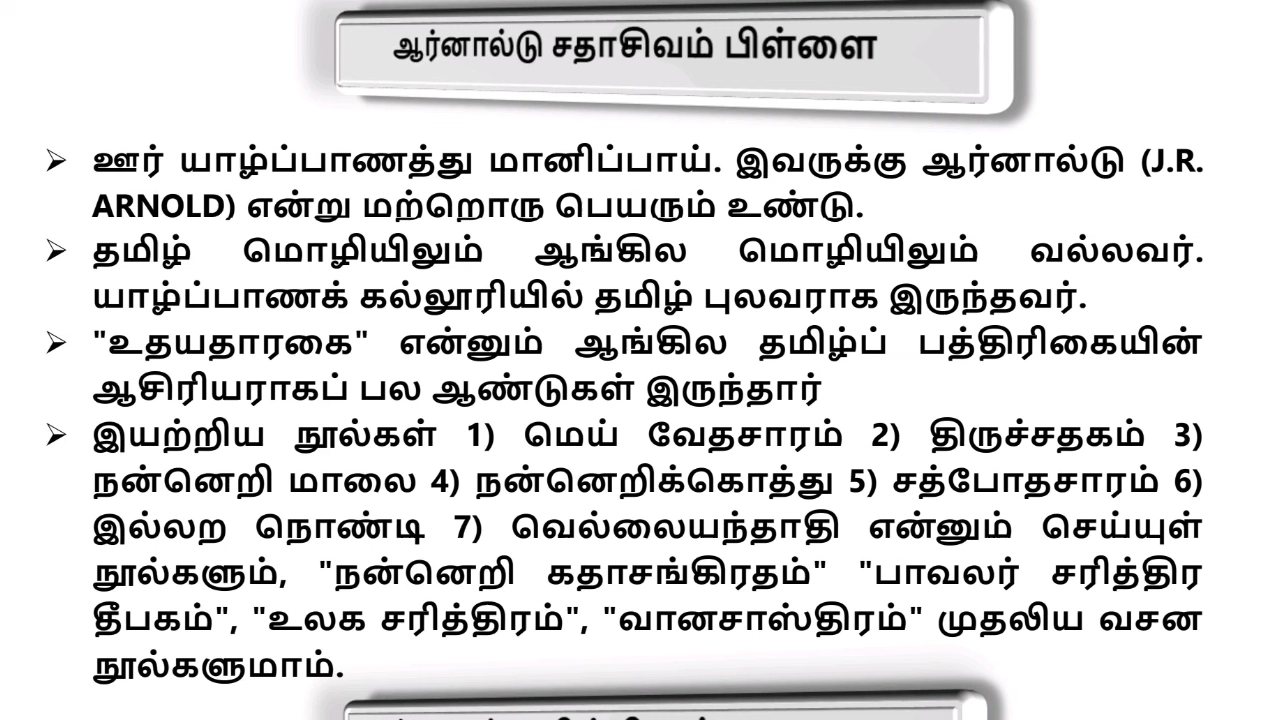 ஆர்னால்டு சதாசிவம் பிள்ளை
➢ ஊர் யாழ்ப்பாணத்து மானிப்பாய். இவருக்கு ஆர்னால்டு (J.R.
ARNOLD) என்று மற்றொரு பெயரும் உண்டு.
➢ தமிழ் மொழியிலும் ஆங்கில மொழியிலும் வல்லவர்.
யாழ்ப்பாணக் கல்லூரியில் தமிழ் புலவராக இருந்தவர்.
➢ "உதயதாரகை" என்னும் ஆங்கில தமிழ்ப் பத்திரிகையின்
ஆசிரியராகப் பல ஆண்டுகள் இருந்தார்
➢ இயற்றிய நூல்கள் 1) மெய் வேதசாரம் 2) திருச்சதகம் 3)
நன்னெறி மாலை 4) நன்னெறிக்கொத்து 5) சத்போதசாரம் 6)
இல்லற நொண்டி 7) வெல்லையந்தாதி என்னும் செய்யுள்
நூல்களும், "நன்னெறி கதாசங்கிரதம்" "பாவலர் சரித்திர
தீபகம்", "உலக சரித்திரம்", "வானசாஸ்திரம்" முதலிய வசன
நூல்களுமாம்.